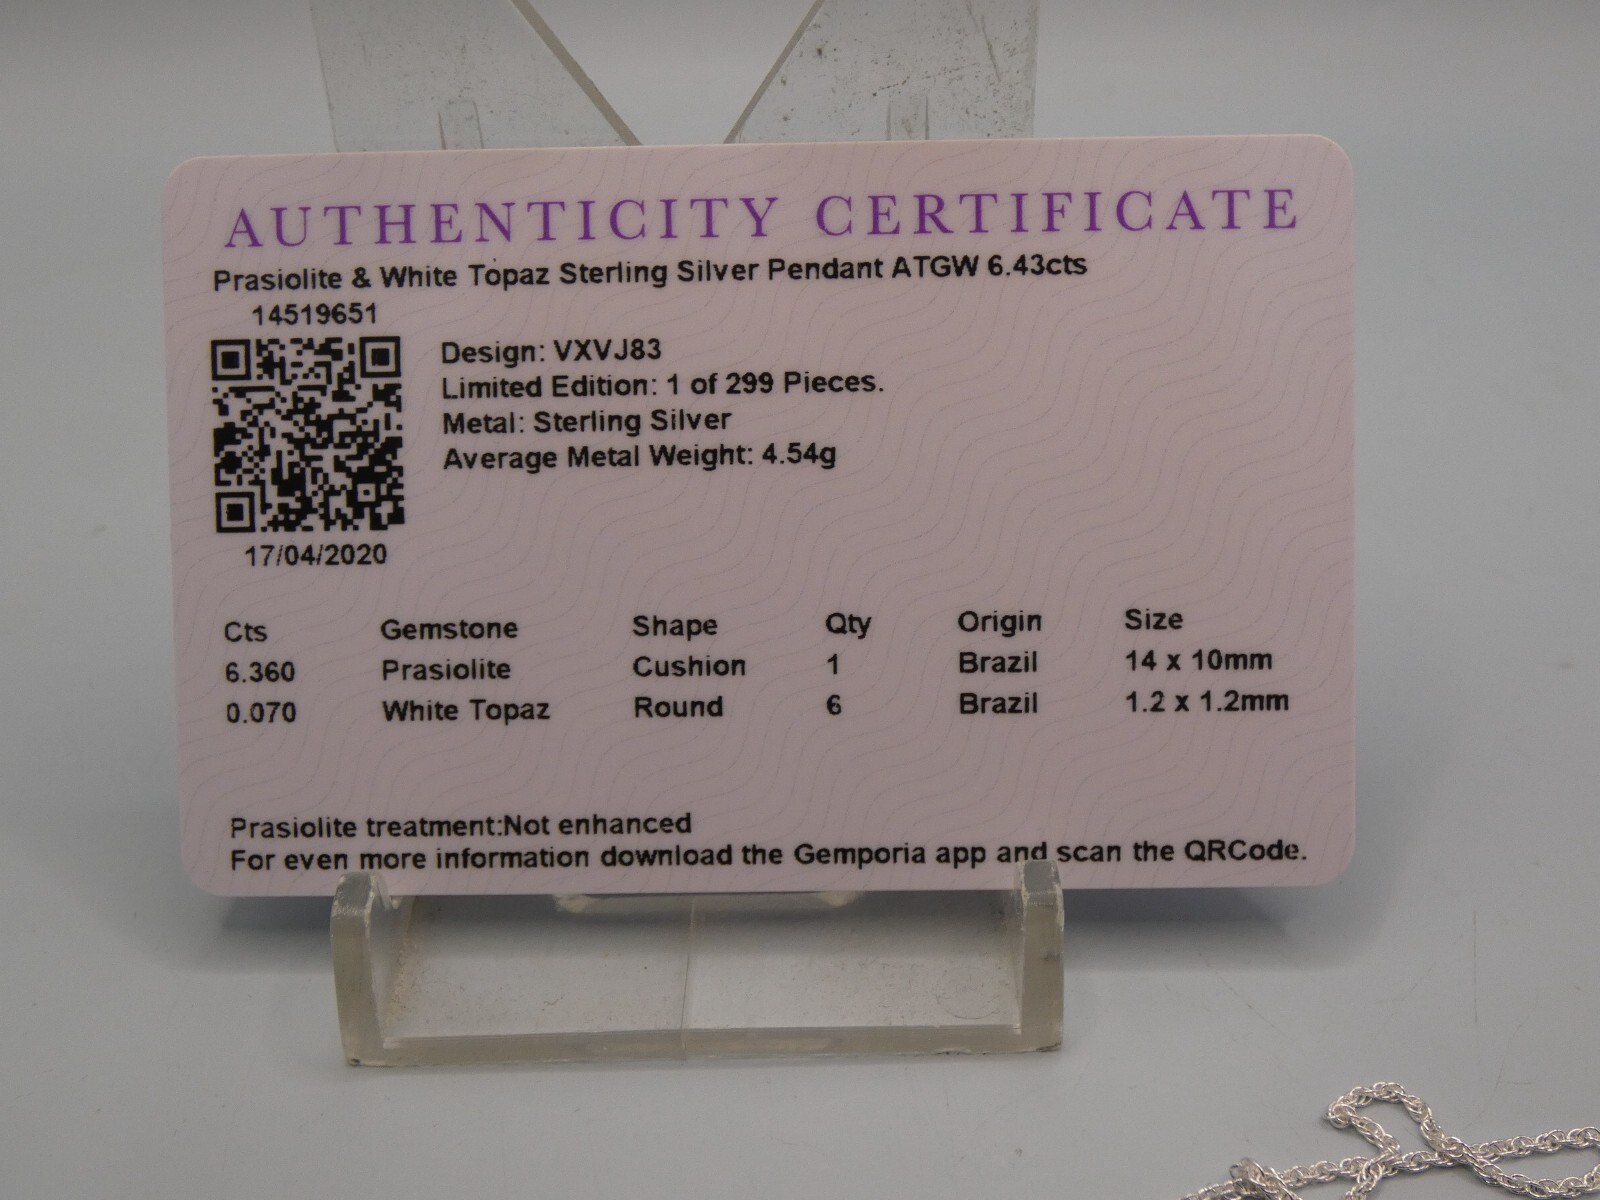 AUTHENTICITY CERTIFICATE
Prasiolite & White Topaz Sterling Silver Pendant ATGW 6.43cts
14519651
Design: VXVJ83
Limited Edition: 1 of 299 Pieces.
Metal: Sterling Silver
Average Metal Weight: 4.54g
17/04/2020
Cts Gemstone Shape Qty Origin Size
6.360 Prasiolite Cushion 1 Brazil 14 x 10mm
0.070 White Topaz Round 6 Brazil 1.2 x 1.2mm
Prasiolite treatment:Not enhanced
For even more information download the Gemporia app and scan the QRCode.